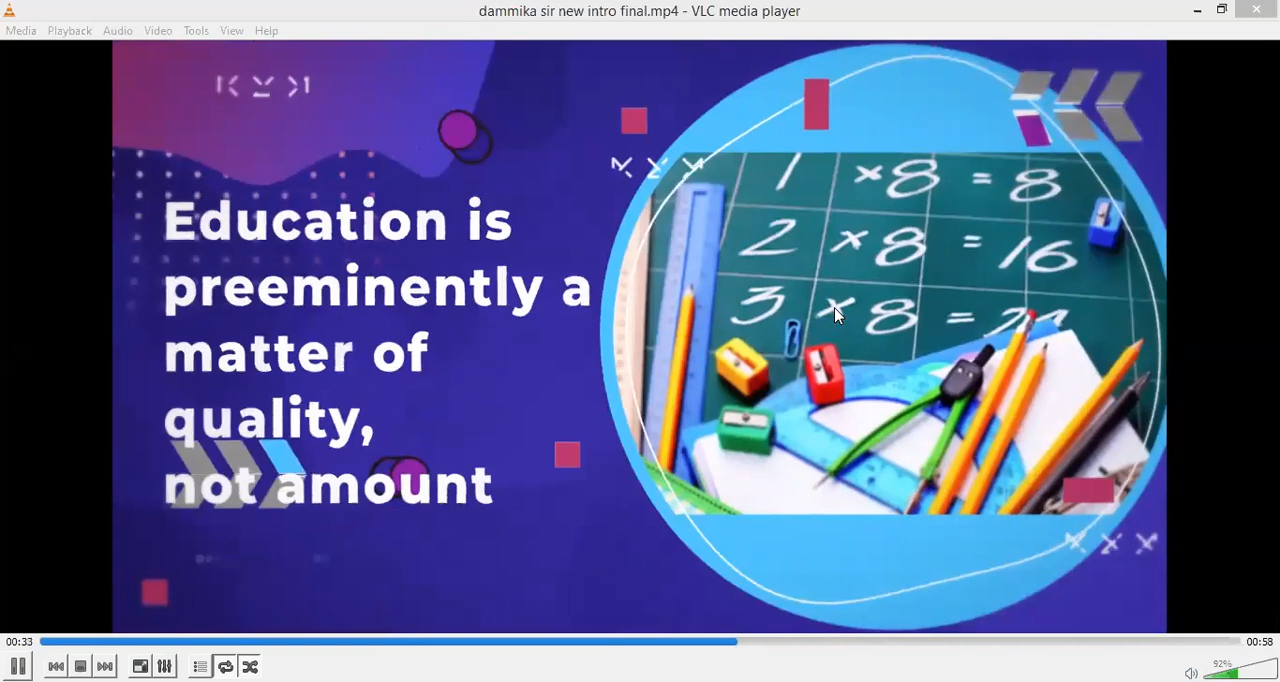 dammika sir new intro final.mp4 - VLC media player
Media Playback Audio Video Tools View Help
Education is
preeminently a
matter of
quality,
not amount
1 ×8 = 8
2 ×8 = 16
3 ×8 =
00:33
00:58
92%